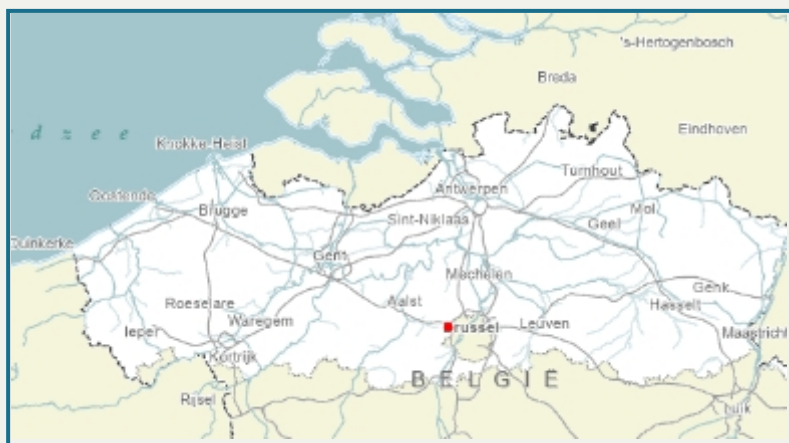 's-Hertogenbosch
Breda
d z e e
Eindhoven
Knokke-Heist
Turnhout
Antwerpen
Oostende
Mol
Brugge
Sint-Niklaas
Geel
Duinkerke
Gent
Mechelen
Genk
Roeselare
Aalst
Hasselt
Waregem
Brussel
Leuven
Ieper
Maastricht
Kortrijk
BELGIË
Rijsel
Luik